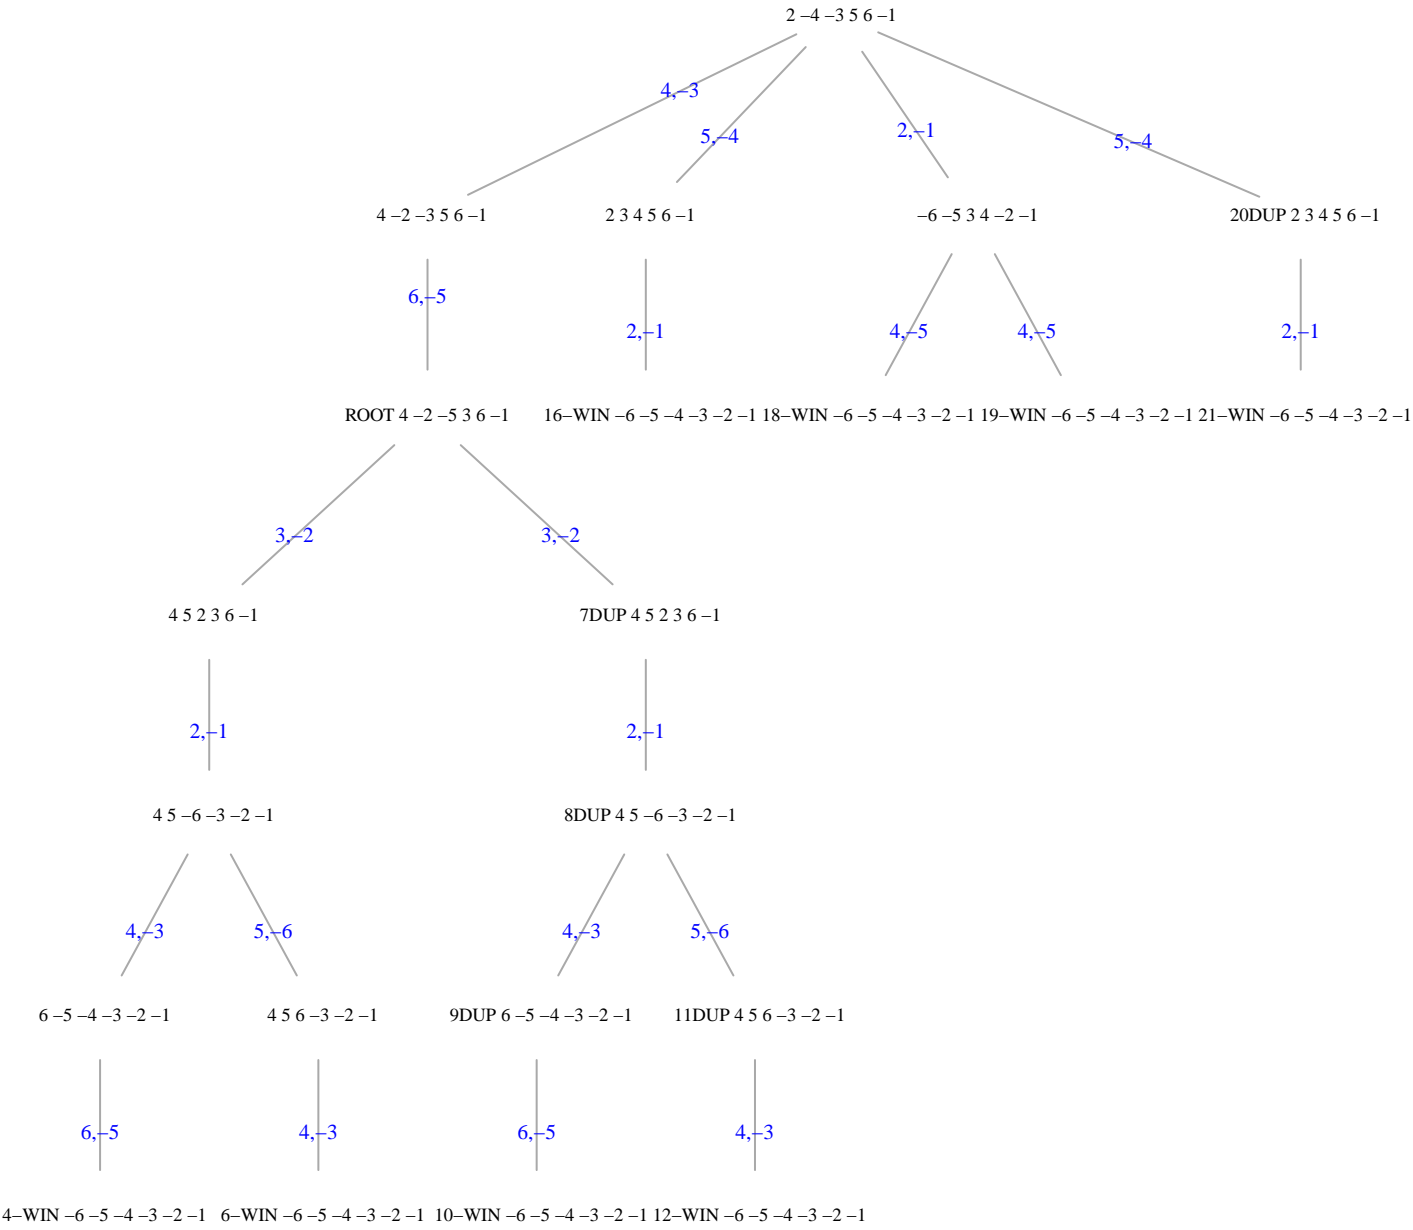 2 –4 –3 5 6 –1
4,–3
5,–4
2,–1
5,–4
4 –2 –3 5 6 –1
2 3 4 5 6 –1
–6 –5 3 4 –2 –1
20DUP 2 3 4 5 6 –1
6,–5
2,–1
4,–5
4,–5
2,–1
ROOT 4 –2 –5 3 6 –1
16–WIN –6 –5 –4 –3 –2 –1
18–WIN –6 –5 –4 –3 –2 –1
19–WIN –6 –5 –4 –3 –2 –1
21–WIN –6 –5 –4 –3 –2 –1
3,–2
3,–2
4 5 2 3 6 –1
7DUP 4 5 2 3 6 –1
2,–1
2,–1
4 5 –6 –3 –2 –1
8DUP 4 5 –6 –3 –2 –1
4,–3
5,–6
4,–3
5,–6
6 –5 –4 –3 –2 –1
4 5 6 –3 –2 –1
9DUP 6 –5 –4 –3 –2 –1
11DUP 4 5 6 –3 –2 –1
6,–5
4,–3
6,–5
4,–3
4–WIN –6 –5 –4 –3 –2 –1
6–WIN –6 –5 –4 –3 –2 –1
10–WIN –6 –5 –4 –3 –2 –1
12–WIN –6 –5 –4 –3 –2 –1